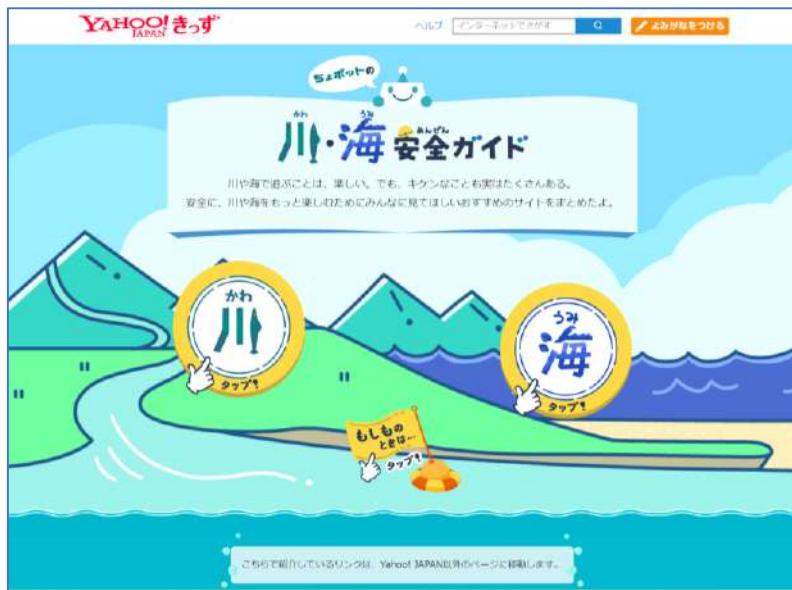 YAHOO! きっず
JAPAN
ヘルプ
インターネットでさがす
よみがなをつける
ちょボットの
かわ うみ あんぜん
川・海 安全ガイド
川や海で遊ぶことは、楽しい。でも、キケンなことも実はたくさんある。
安全に、川や海をもっと楽しむためにみんなに見てほしいおすすめのサイトをまとめたよ。
かわ
川
タップ!
うみ
海
タップ!
もしもの
ときは…
タップ!
こちらで紹介しているリンクは、Yahoo! JAPAN以外のページに移動します。